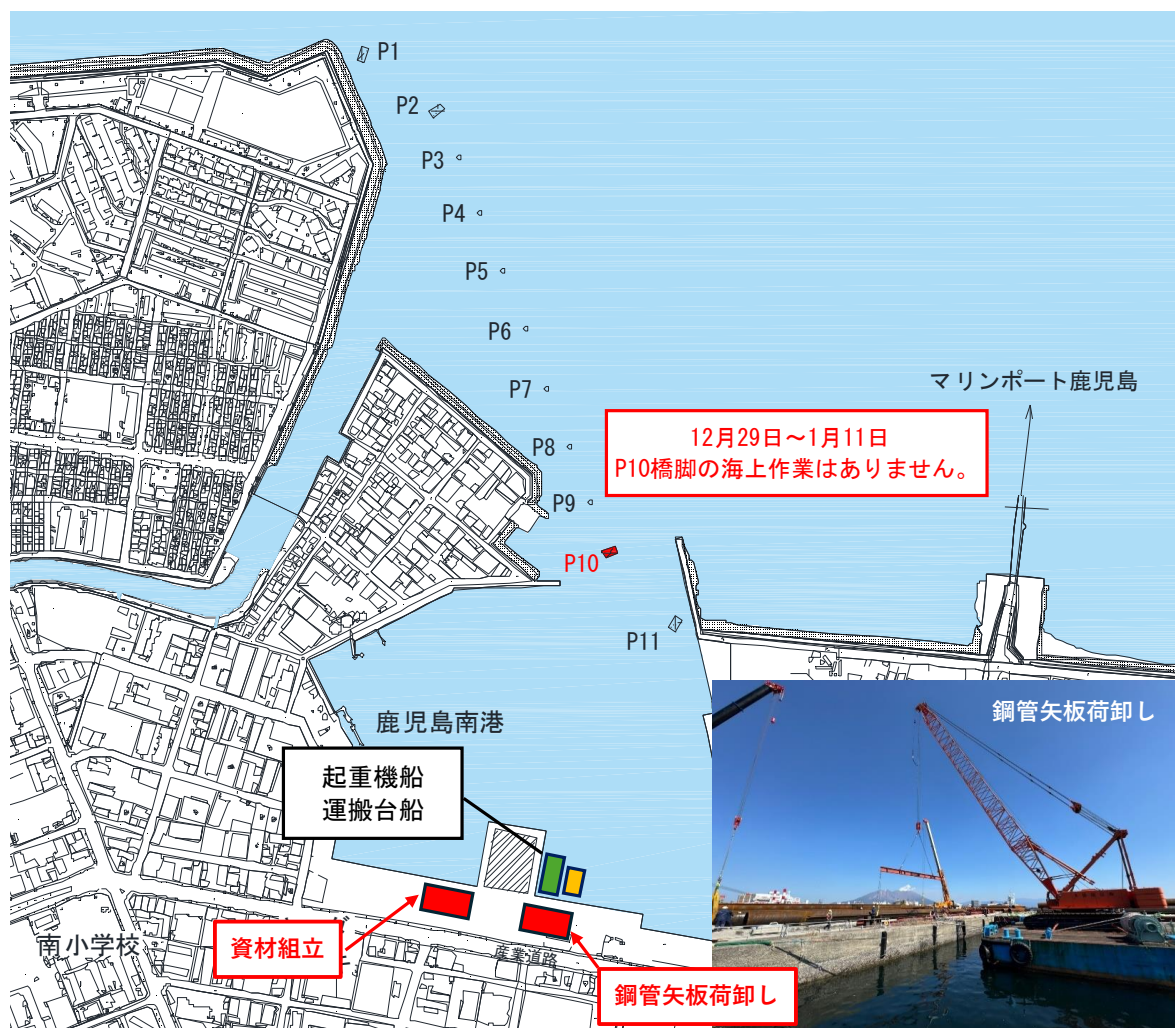 P1
P2
P3
P4
P5
P6
P7
マリンポート鹿児島
12月29日～1月11日
P10橋脚の海上作業はありません。
P8
P9
P10
P11
鹿児島南港
鋼管矢板荷卸し
起重機船
運搬台船
資材組立
南小学校
産業道路
鋼管矢板荷卸し